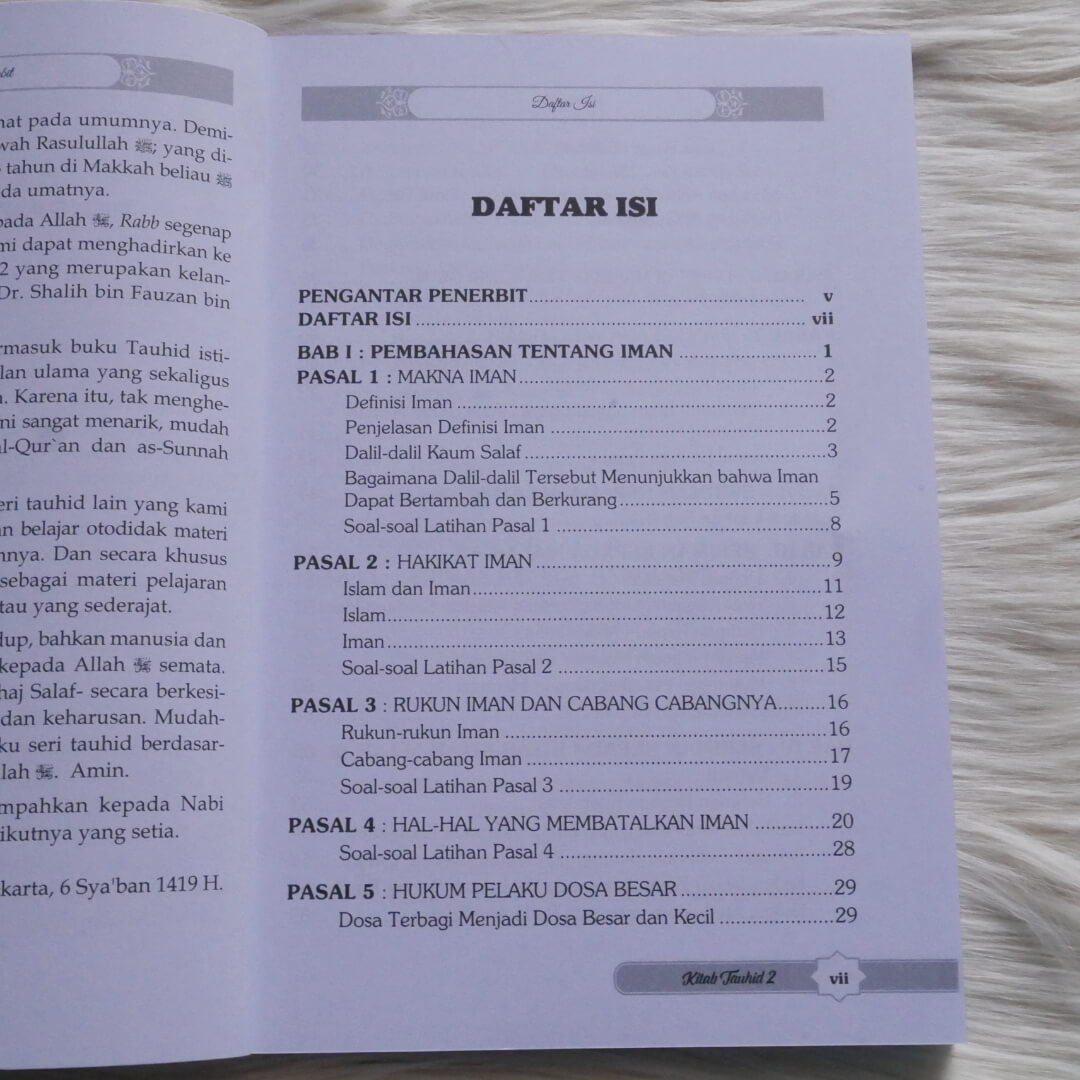 hat pada umumnya. Demi-
wah Rasulullah ﷺ; yang di-
tahun di Makkah beliau ﷺ
da umatnya.
pada Allah ﷻ, Rabb segenap
mi dapat menghadirkan ke
2 yang merupakan kelan-
Dr. Shalih bin Fauzan bin
rmasuk buku Tauhid isti-
lan ulama yang sekaligus
n. Karena itu, tak menghe-
ni sangat menarik, mudah
al-Qur`an dan as-Sunnah
eri tauhid lain yang kami
an belajar otodidak materi
nnya. Dan secara khusus
sebagai materi pelajaran
tau yang sederajat.
dup, bahkan manusia dan
kepada Allah ﷻ semata.
haj Salaf- secara berkesi-
dan keharusan. Mudah-
ku seri tauhid berdasar-
lah ﷻ. Amin.
mpahkan kepada Nabi
ikutnya yang setia.
karta, 6 Sya'ban 1419 H.
Daftar Isi
DAFTAR ISI
PENGANTAR PENERBIT.................................................. v
DAFTAR ISI.................................................. vii
BAB I : PEMBAHASAN TENTANG IMAN......................... 1
PASAL 1 : MAKNA IMAN.................................................. 2
Definisi Iman.................................................. 2
Penjelasan Definisi Iman......................................... 2
Dalil-dalil Kaum Salaf............................................. 3
Bagaimana Dalil-dalil Tersebut Menunjukkan bahwa Iman
Dapat Bertambah dan Berkurang............................... 5
Soal-soal Latihan Pasal 1........................................ 8
PASAL 2 : HAKIKAT IMAN............................................ 9
Islam dan Iman................................................ 11
Islam.................................................. 12
Iman.................................................. 13
Soal-soal Latihan Pasal 2...................................... 15
PASAL 3 : RUKUN IMAN DAN CABANG CABANGNYA......... 16
Rukun-rukun Iman............................................ 16
Cabang-cabang Iman.......................................... 17
Soal-soal Latihan Pasal 3...................................... 19
PASAL 4 : HAL-HAL YANG MEMBATALKAN IMAN............. 20
Soal-soal Latihan Pasal 4...................................... 28
PASAL 5 : HUKUM PELAKU DOSA BESAR....................... 29
Dosa Terbagi Menjadi Dosa Besar dan Kecil................. 29
Kitab Tauhid 2 vii